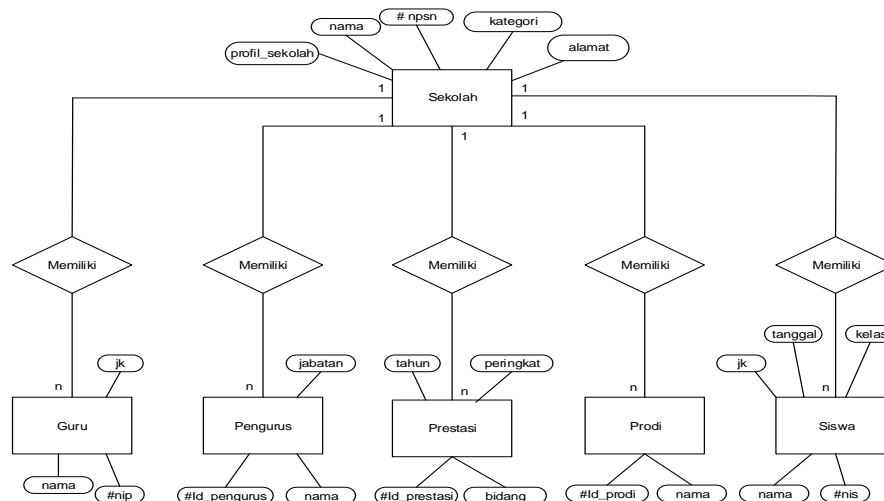 # npsn
nama
kategori
profil_sekolah
alamat
Sekolah
1
1
1
1
1
Memiliki
Memiliki
Memiliki
Memiliki
Memiliki
jk
jabatan
tahun
peringkat
jk
tanggal
kelas
n
n
n
n
n
Guru
Pengurus
Prestasi
Prodi
Siswa
nama
#nip
#Id_pengurus
nama
#Id_prestasi
bidang
#Id_prodi
nama
nama
#nis